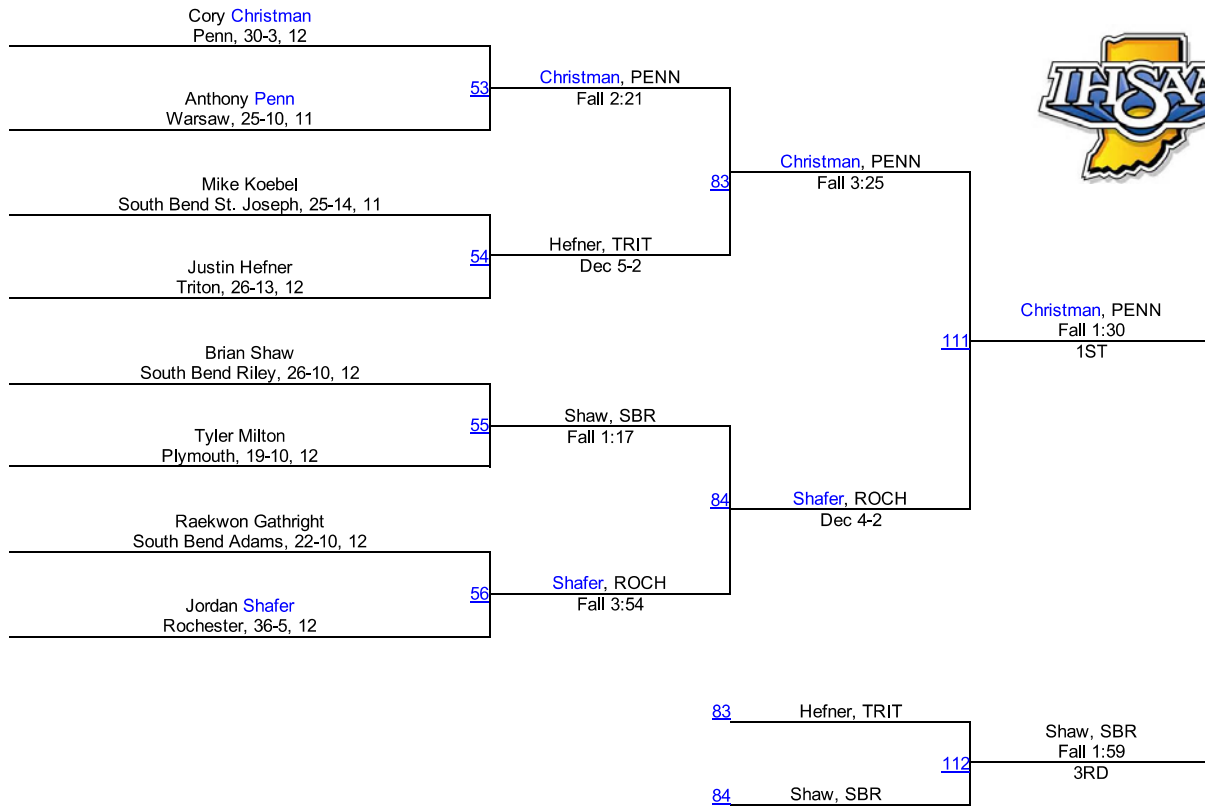 Cory Christman
Penn, 30-3, 12
53
Anthony Penn
Warsaw, 25-10, 11
Christman, PENN
Fall 2:21
Mike Koebel
South Bend St. Joseph, 25-14, 11
54
Justin Hefner
Triton, 26-13, 12
Hefner, TRIT
Dec 5-2
83
Christman, PENN
Fall 3:25
IHSAA
Brian Shaw
South Bend Riley, 26-10, 12
55
Tyler Milton
Plymouth, 19-10, 12
Shaw, SBR
Fall 1:17
Raekwon Gathright
South Bend Adams, 22-10, 12
56
Jordan Shafer
Rochester, 36-5, 12
Shafer, ROCH
Fall 3:54
84
Shafer, ROCH
Dec 4-2
111
Christman, PENN
Fall 1:30
1ST
83
Hefner, TRIT
112
84
Shaw, SBR
Shaw, SBR
Fall 1:59
3RD